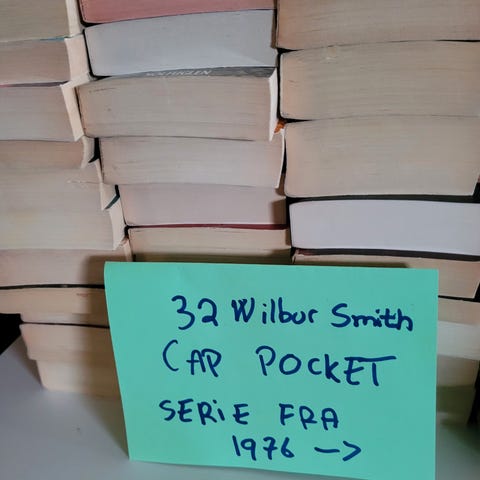 32 Wilbur Smith
CAP POCKET
SERiE FRA
1976 →